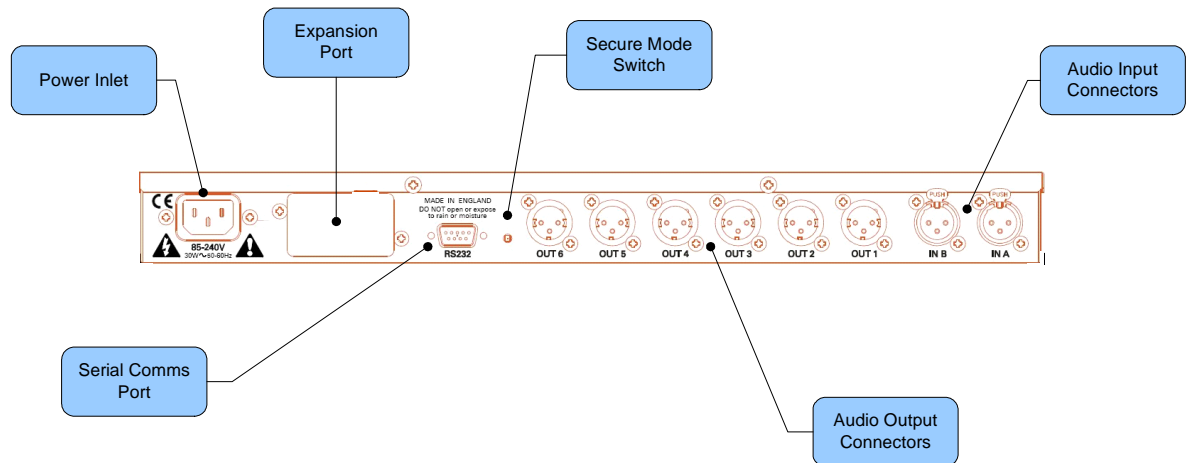 Expansion
Port
Secure Mode
Switch
Power Inlet
Audio Input
Connectors
CE
MADE IN ENGLAND
DO NOT open or expose
to rain or moisture
PUSH
PUSH
85-240V
30W~50-60Hz
RS232
OUT 6
OUT 5
OUT 4
OUT 3
OUT 2
OUT 1
IN B
IN A
Serial Comms
Port
Audio Output
Connectors